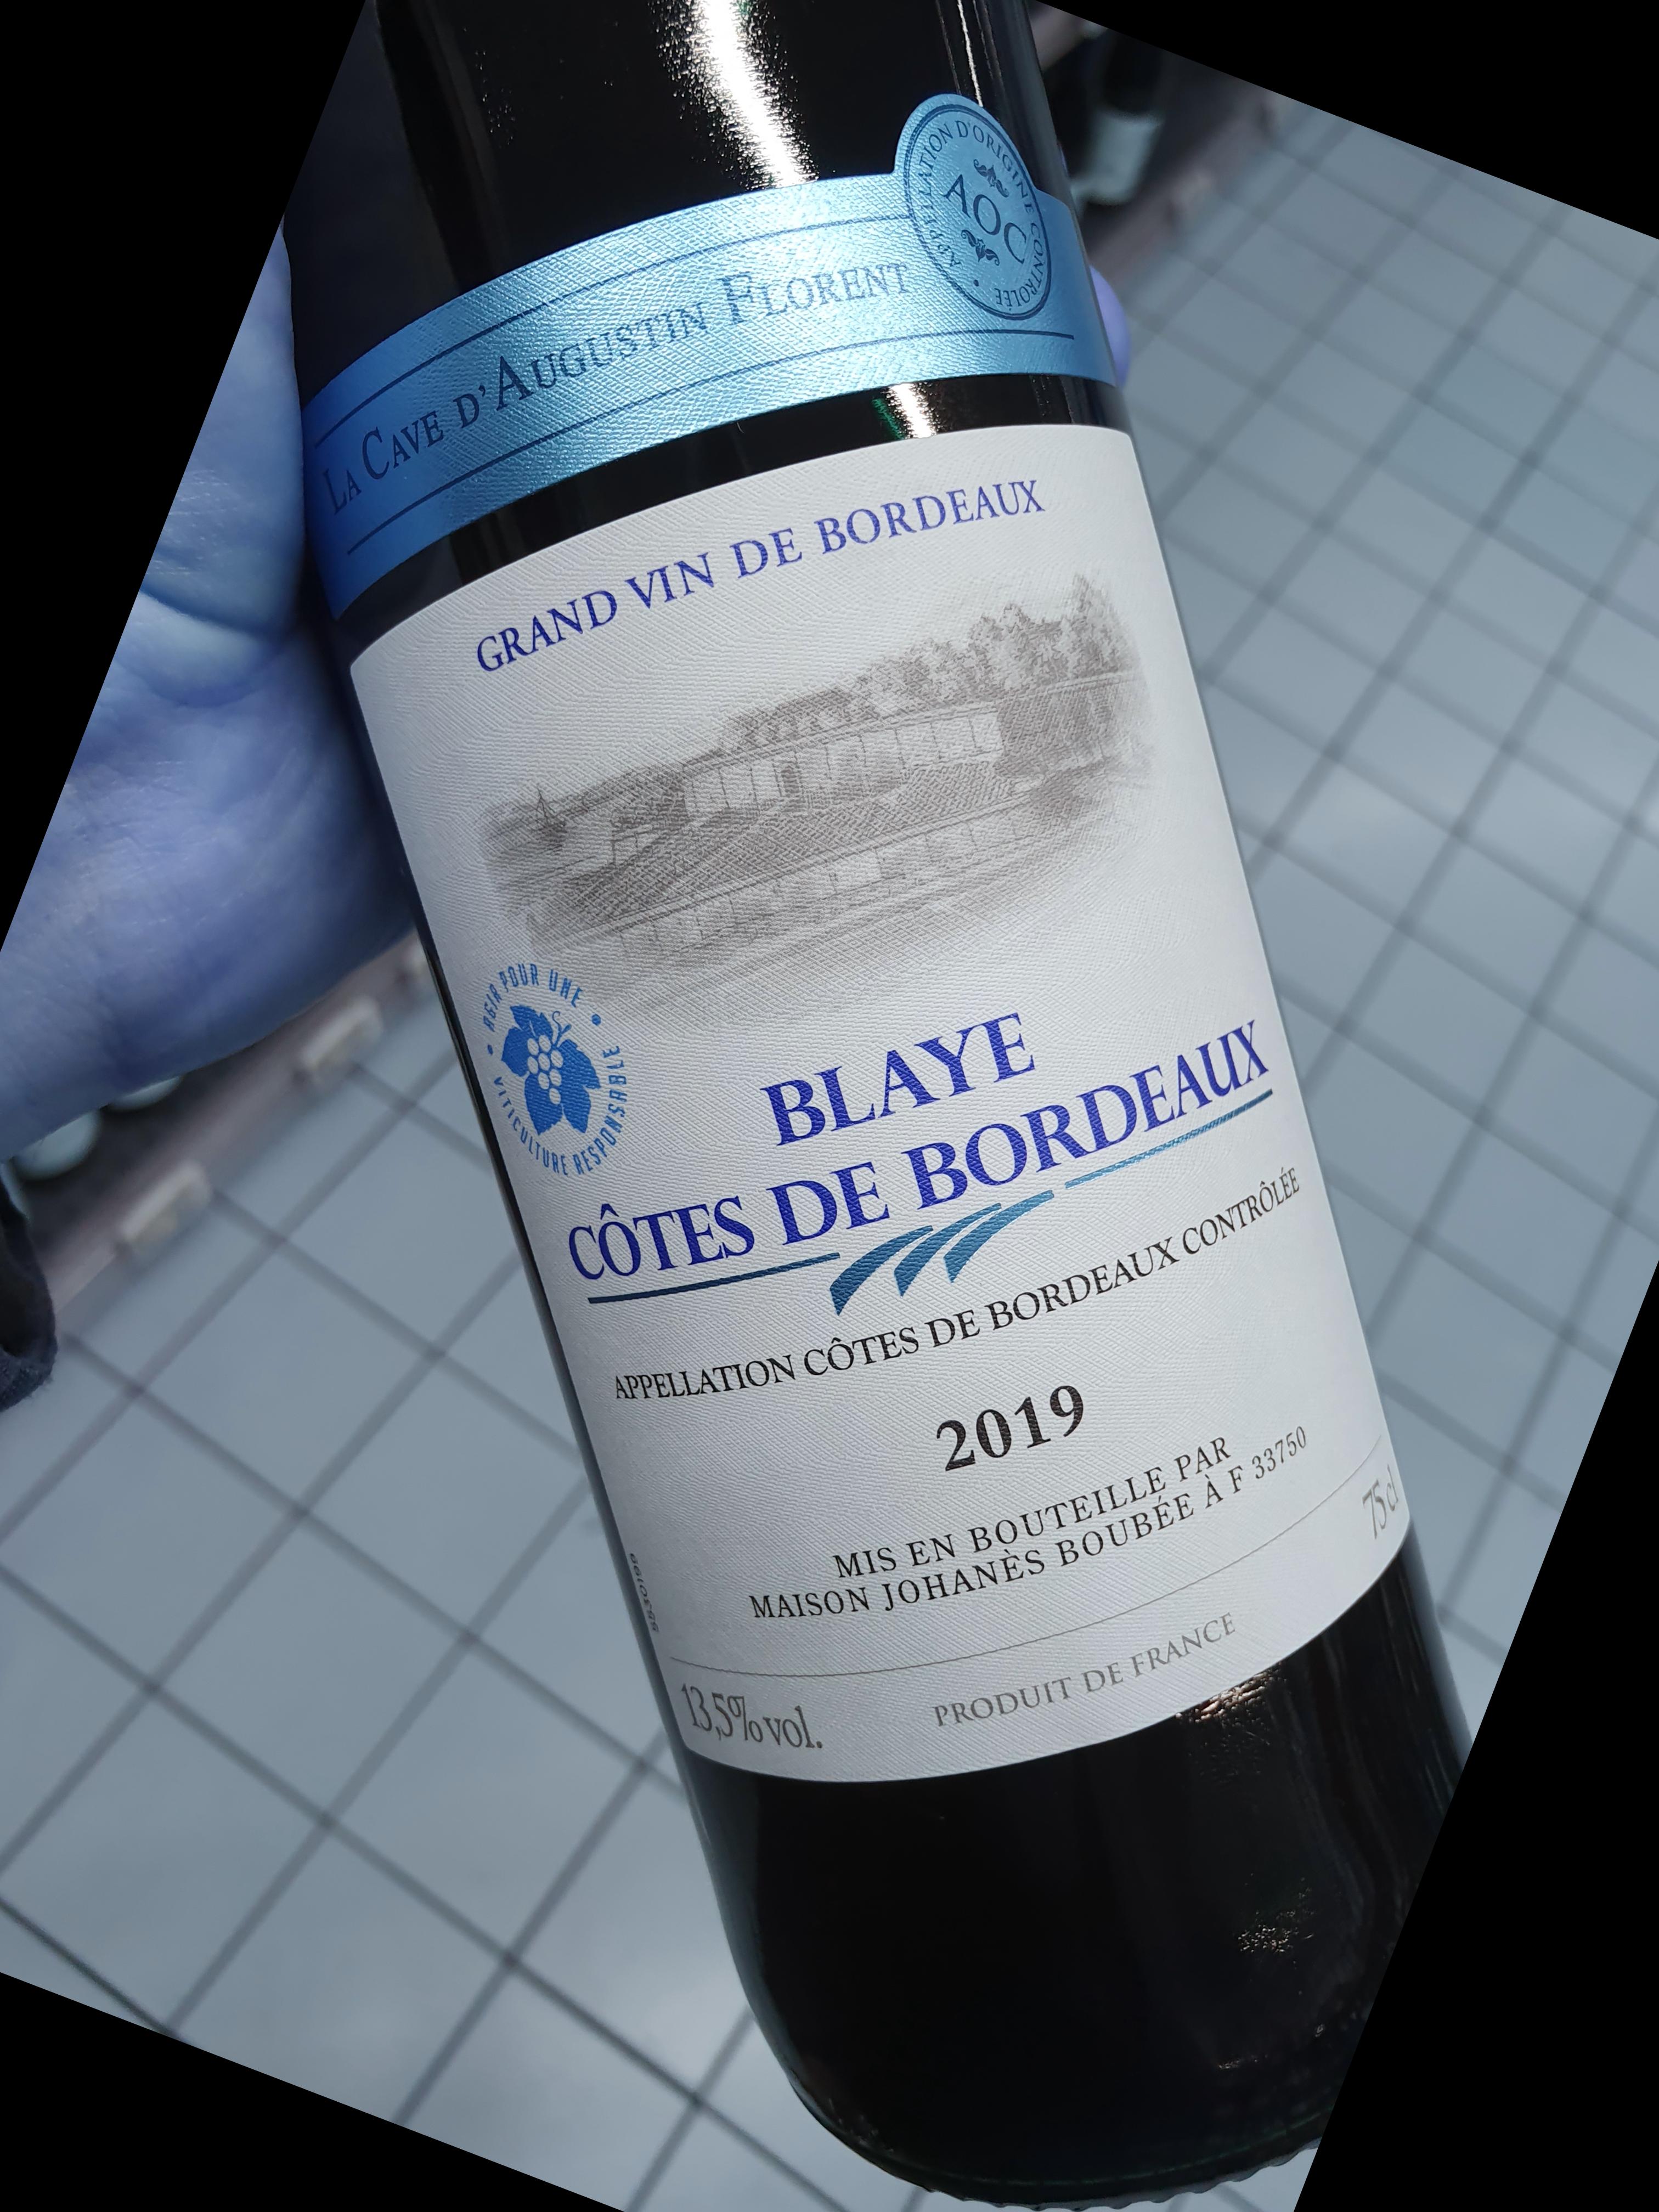 APPELLATION D'ORIGINE CONTROLÉE
AOC
LA CAVE D'AUGUSTIN FLORENT
GRAND VIN DE BORDEAUX
AGIR POUR UNE
VITICULTURE RESPONSABLE
BLAYE
CÔTES DE BORDEAUX
APPELLATION CÔTES DE BORDEAUX CONTRÔLÉE
2019
MIS EN BOUTEILLE PAR
MAISON JOHANÈS BOUBÉE À F 33750
75 cl
13,5% vol.
PRODUIT DE FRANCE